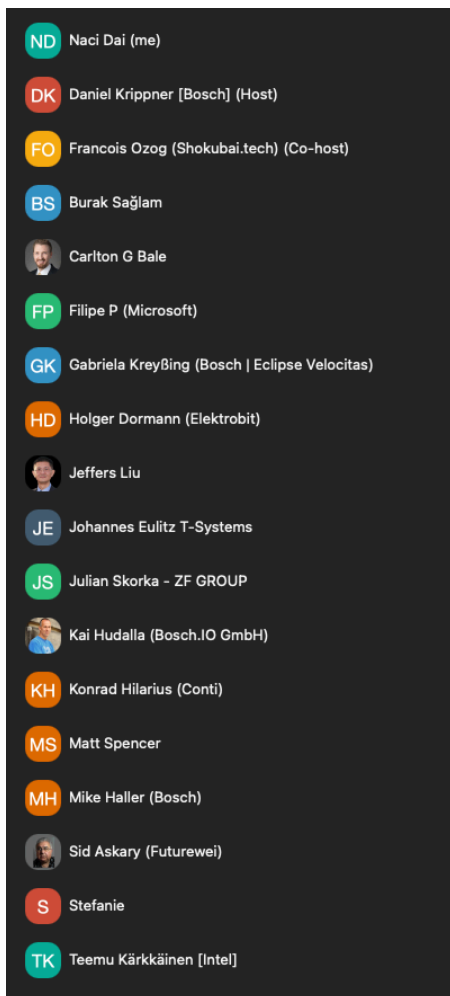 ND Naci Dai (me)
DK Daniel Krippner [Bosch] (Host)
FO Francois Ozog (Shokubai.tech) (Co-host)
BS Burak Sağlam
Carlton G Bale
FP Filipe P (Microsoft)
GK Gabriela Kreyßing (Bosch | Eclipse Velocitas)
HD Holger Dormann (Elektrobit)
Jeffers Liu
JE Johannes Eulitz T-Systems
JS Julian Skorka - ZF GROUP
Kai Hudalla (Bosch.IO GmbH)
KH Konrad Hilarius (Conti)
MS Matt Spencer
MH Mike Haller (Bosch)
Sid Askary (Futurewei)
S Stefanie
TK Teemu Kärkkäinen [Intel]